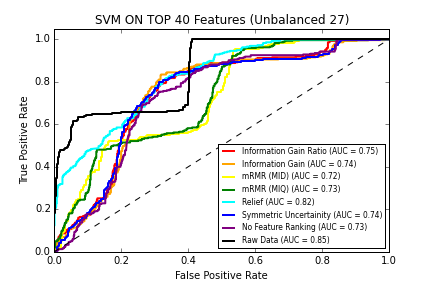 SVM ON TOP 40 Features (Unbalanced 27)
1.0
0.8
0.6
0.4
0.2
0.0
True Positive Rate
Information Gain Ratio (AUC = 0.75)
Information Gain (AUC = 0.74)
mRMR (MID) (AUC = 0.72)
mRMR (MIQ) (AUC = 0.73)
Relief (AUC = 0.82)
Symmetric Uncertainity (AUC = 0.74)
No Feature Ranking (AUC = 0.73)
Raw Data (AUC = 0.85)
0.0 0.2 0.4 0.6 0.8 1.0
False Positive Rate